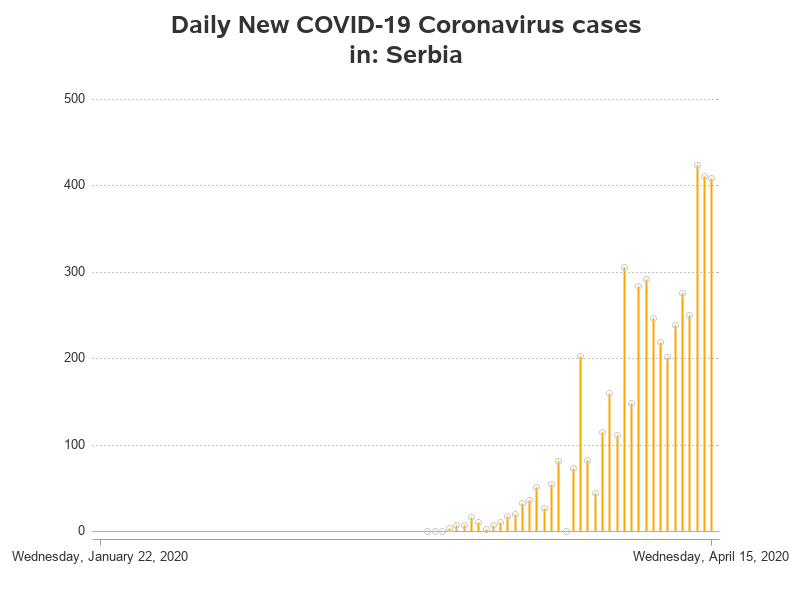 Daily New COVID-19 Coronavirus cases
in: Serbia
500
400
300
200
100
0
Wednesday, January 22, 2020
Wednesday, April 15, 2020